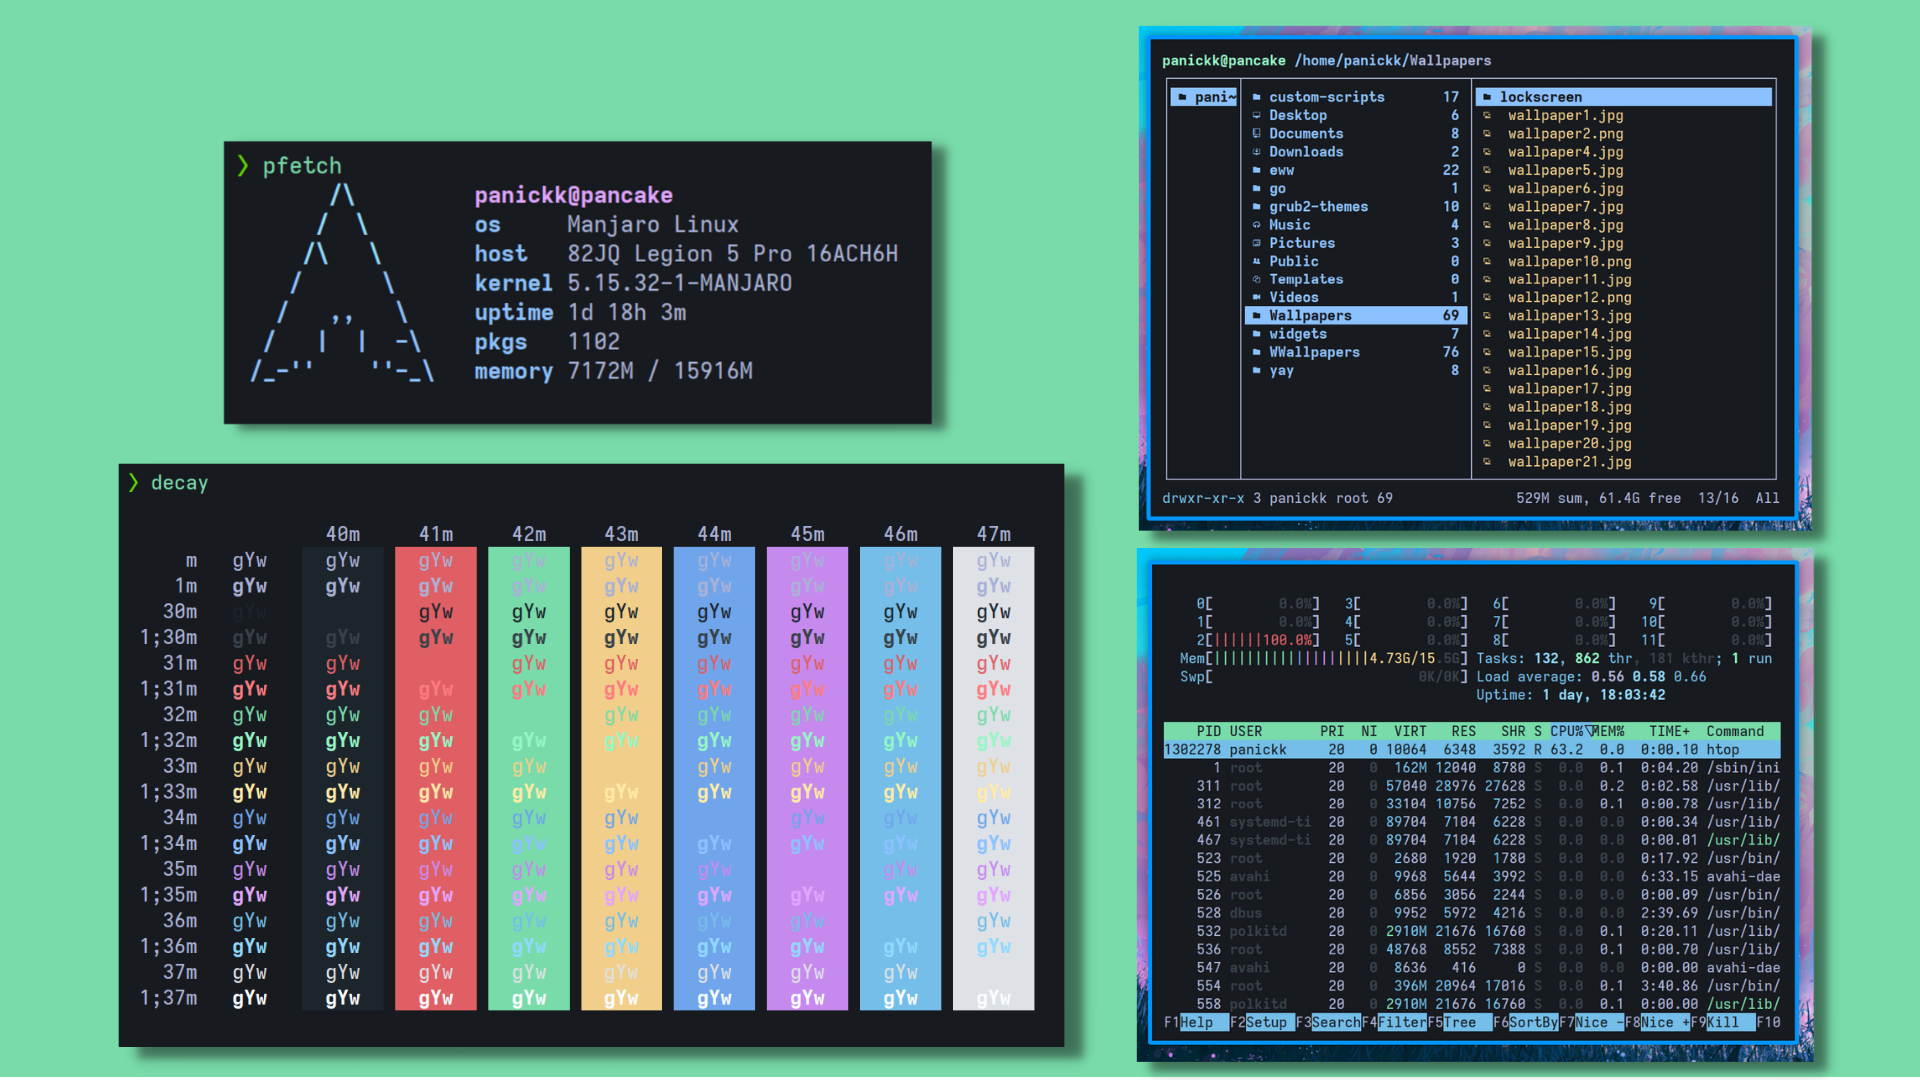 ❯ pfetch
panickk@pancake
os Manjaro Linux
host 82JQ Legion 5 Pro 16ACH6H
kernel 5.15.32-1-MANJARO
uptime 1d 18h 3m
pkgs 1102
memory 7172M / 15916M
❯ decay
40m 41m 42m 43m 44m 45m 46m 47m
m gYw gYw gYw gYw gYw gYw gYw gYw gYw
1m gYw gYw gYw gYw gYw gYw gYw gYw gYw
30m gYw gYw gYw gYw gYw gYw gYw gYw
1;30m gYw gYw gYw gYw gYw gYw gYw gYw gYw
31m gYw gYw gYw gYw gYw gYw gYw gYw
1;31m gYw gYw gYw gYw gYw gYw gYw gYw gYw
32m gYw gYw gYw gYw gYw gYw gYw gYw
1;32m gYw gYw gYw gYw gYw gYw gYw gYw gYw
33m gYw gYw gYw gYw gYw gYw gYw gYw
1;33m gYw gYw gYw gYw gYw gYw gYw gYw gYw
34m gYw gYw gYw gYw gYw gYw gYw gYw
1;34m gYw gYw gYw gYw gYw gYw gYw gYw gYw
35m gYw gYw gYw gYw gYw gYw gYw gYw
1;35m gYw gYw gYw gYw gYw gYw gYw gYw gYw
36m gYw gYw gYw gYw gYw gYw gYw gYw
1;36m gYw gYw gYw gYw gYw gYw gYw gYw gYw
37m gYw gYw gYw gYw gYw gYw gYw gYw
1;37m gYw gYw gYw gYw gYw gYw gYw gYw gYw
panickk@pancake /home/panickk/Wallpapers
pani~ custom-scripts 17 lockscreen
Desktop 6 wallpaper1.jpg
Documents 8 wallpaper2.png
Downloads 2 wallpaper4.jpg
eww 22 wallpaper5.jpg
go 1 wallpaper6.jpg
grub2-themes 10 wallpaper7.jpg
Music 4 wallpaper8.jpg
Pictures 3 wallpaper9.jpg
Public 0 wallpaper10.png
Templates 0 wallpaper11.jpg
Videos 1 wallpaper12.png
Wallpapers 69 wallpaper13.jpg
widgets 7 wallpaper14.jpg
WWallpapers 76 wallpaper15.jpg
yay 8 wallpaper16.jpg
wallpaper17.jpg
wallpaper18.jpg
wallpaper19.jpg
wallpaper20.jpg
wallpaper21.jpg
drwxr-xr-x 3 panickk root 69 529M sum, 61.4G free 13/16 All
0[ 0.0%] 3[ 0.0%] 6[ 0.0%] 9[ 0.0%]
1[ 0.0%] 4[ 0.0%] 7[ 0.0%] 10[ 0.0%]
2[||||||100.0%] 5[ 0.0%] 8[ 0.0%] 11[ 0.0%]
Mem[|||||||||||||||||||4.73G/15.5G] Tasks: 132, 862 thr, 181 kthr; 1 run
Swp[ 0K/0K] Load average: 0.56 0.58 0.66
Uptime: 1 day, 18:03:42
PID USER PRI NI VIRT RES SHR S CPU%▽MEM% TIME+ Command
1302278 panickk 20 0 10064 6348 3592 R 63.2 0.0 0:00.10 htop
1 root 20 0 162M 12040 8780 S 0.0 0.1 0:04.20 /sbin/ini
311 root 20 0 57040 28976 27628 S 0.0 0.2 0:02.58 /usr/lib/
312 root 20 0 33104 10756 7252 S 0.0 0.1 0:00.78 /usr/lib/
461 systemd-ti 20 0 89704 7104 6228 S 0.0 0.0 0:00.34 /usr/lib/
467 systemd-ti 20 0 89704 7104 6228 S 0.0 0.0 0:00.01 /usr/lib/
523 root 20 0 2680 1920 1780 S 0.0 0.0 0:17.92 /usr/bin/
525 avahi 20 0 9968 5644 3992 S 0.0 0.0 6:33.15 avahi-dae
526 root 20 0 6856 3056 2244 S 0.0 0.0 0:00.09 /usr/bin/
528 dbus 20 0 9952 5972 4216 S 0.0 0.0 2:39.69 /usr/bin/
532 polkitd 20 0 2910M 21676 16760 S 0.0 0.1 0:20.11 /usr/lib/
536 root 20 0 48768 8552 7388 S 0.0 0.1 0:00.70 /usr/lib/
547 avahi 20 0 8636 416 0 S 0.0 0.0 0:00.00 avahi-dae
554 root 20 0 396M 20964 17016 S 0.0 0.1 3:40.86 /usr/bin/
558 polkitd 20 0 2910M 21676 16760 S 0.0 0.1 0:00.00 /usr/lib/
F1Help F2Setup F3SearchF4FilterF5Tree F6SortByF7Nice -F8Nice +F9Kill F10